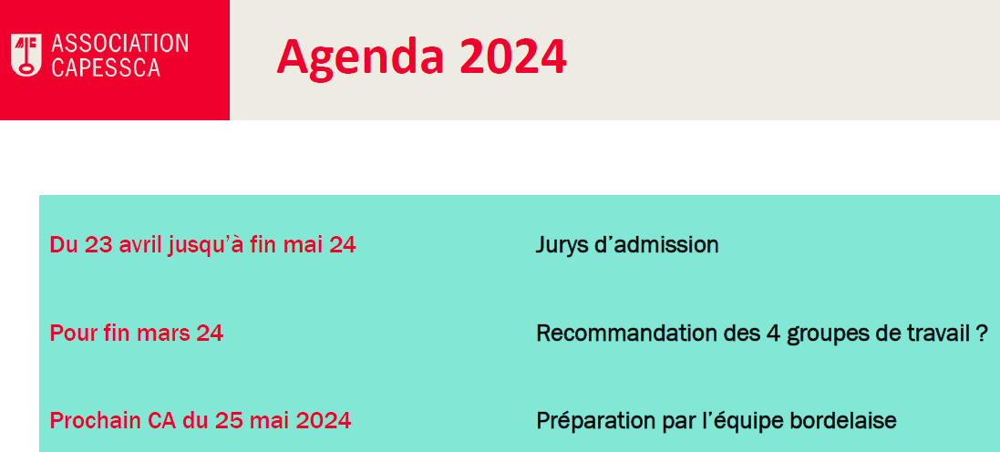 ASSOCIATION
CAPESSCA
Agenda 2024
Du 23 avril jusqu'à fin mai 24 Jurys d'admission
Pour fin mars 24 Recommandation des 4 groupes de travail ?
Prochain CA du 25 mai 2024 Préparation par l'équipe bordelaise